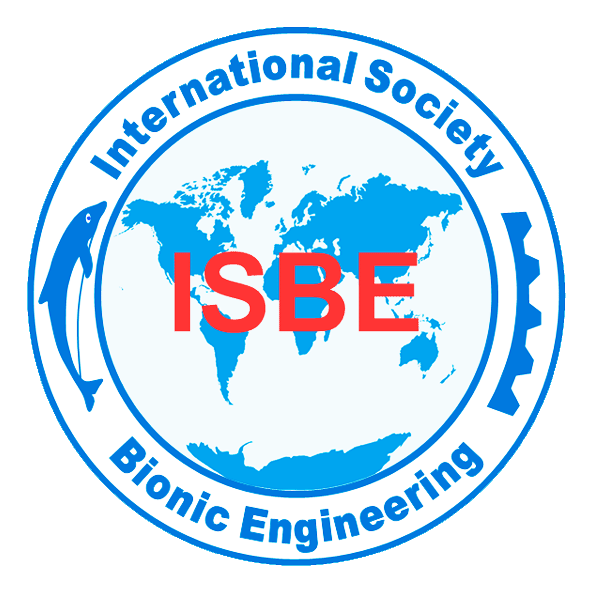 International Society
ISBE
Bionic Engineering